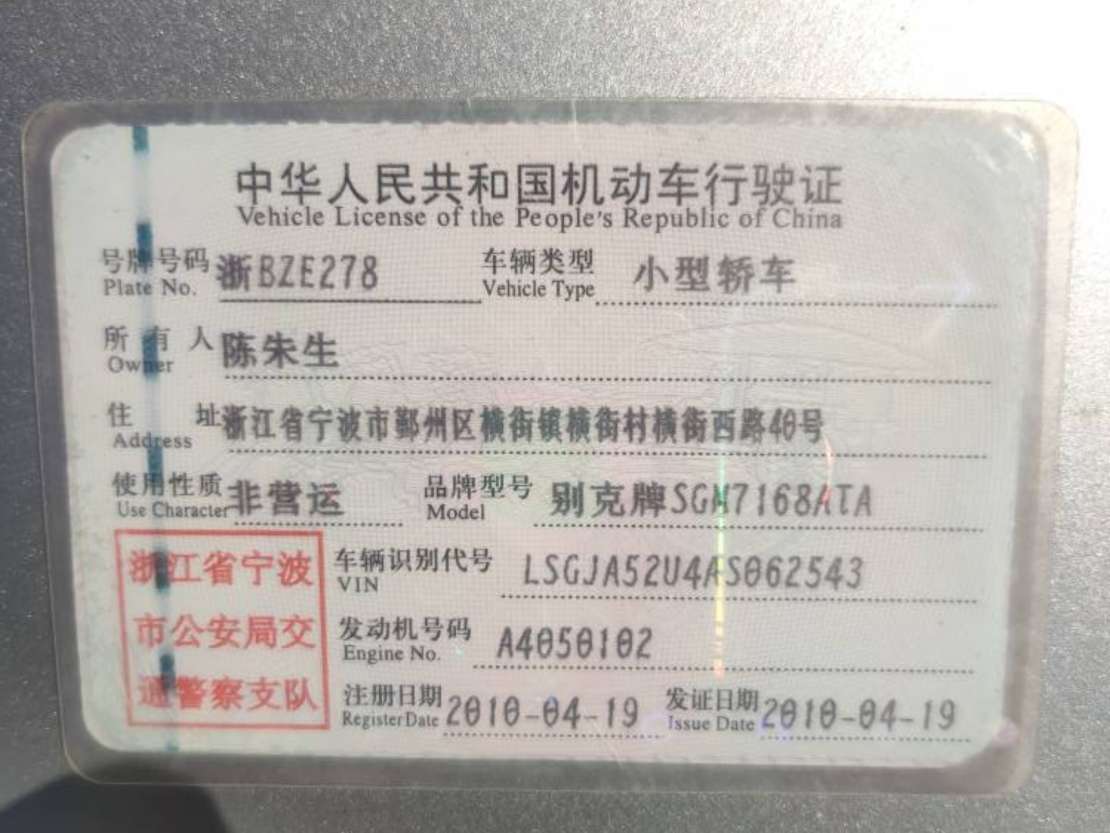 中华人民共和国机动车行驶证
Vehicle License of the People's Republic of China
号牌号码 浙BZE278 车辆类型 小型轿车
Plate No. Vehicle Type
所有人 陈朱生
Owner
住址 浙江省宁波市鄞州区横街镇横街村横街西路40号
Address
使用性质 非营运 品牌型号 别克牌SGM7168ATA
Use Character Model
浙江省宁波
市公安局交
通警察支队
车辆识别代号 LSGJA52U4AS062543
VIN
发动机号码 A4050102
Engine No.
注册日期 2010-04-19 发证日期 2010-04-19
Register Date Issue Date